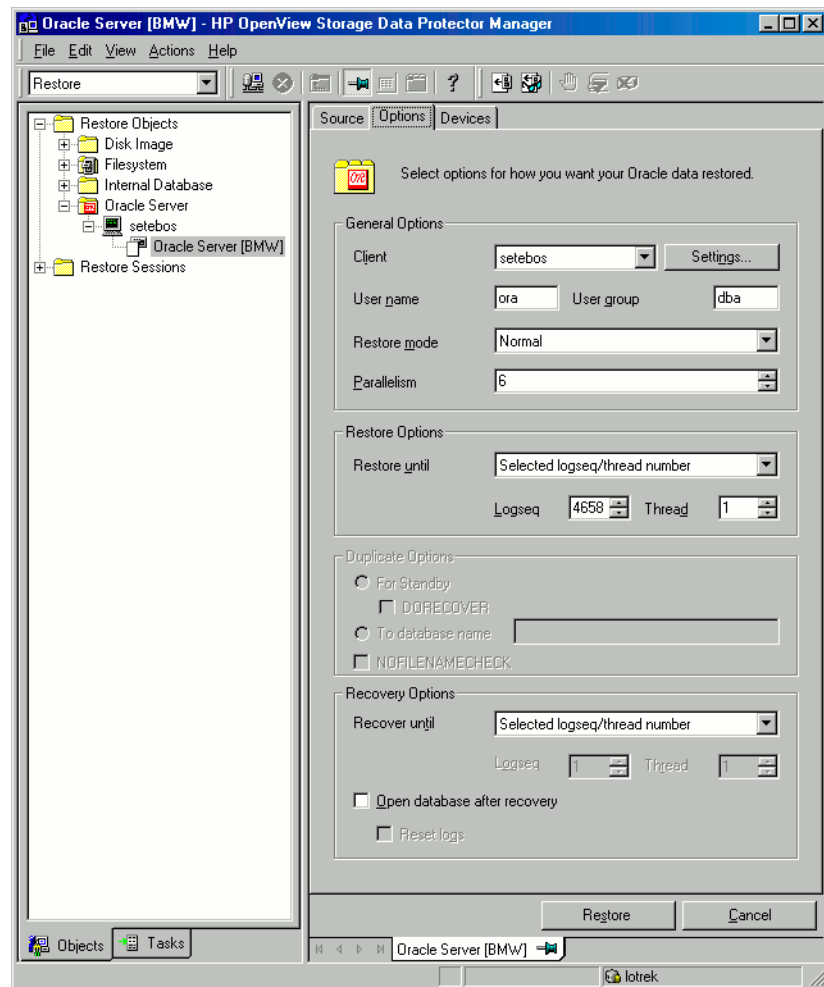 Oracle Server [BMW] - HP OpenView Storage Data Protector Manager
File Edit View Actions Help
Restore
Restore Objects
Disk Image
Filesystem
Internal Database
Oracle Server
setebos
Oracle Server [BMW]
Restore Sessions
Source Options Devices
Select options for how you want your Oracle data restored.
General Options
Client setebos Settings...
User name ora User group dba
Restore mode Normal
Parallelism 6
Restore Options
Restore until Selected logseq/thread number
Logseq 4658 Thread 1
Duplicate Options
For Standby
DORECOVER
To database name
NOFILENAMECHECK
Recovery Options
Recover until Selected logseq/thread number
Logseq 1 Thread 1
Open database after recovery
Reset logs
Restore Cancel
Objects Tasks
Oracle Server [BMW]
lotrek